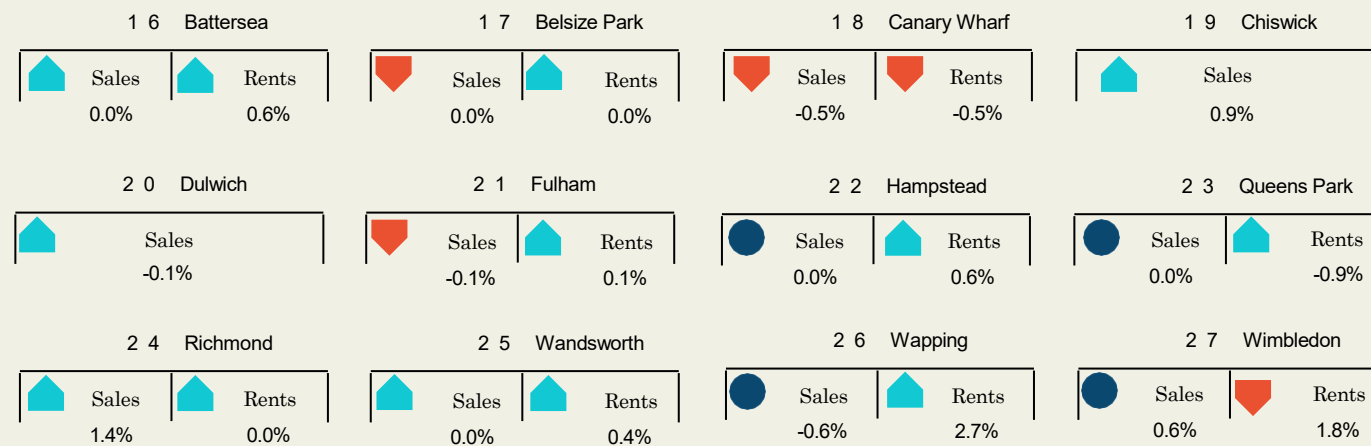 1 6 Battersea
Sales Rents
0.0% 0.6%
1 7 Belsize Park
Sales Rents
0.0% 0.0%
1 8 Canary Wharf
Sales Rents
-0.5% -0.5%
1 9 Chiswick
Sales
0.9%
2 0 Dulwich
Sales
-0.1%
2 1 Fulham
Sales Rents
-0.1% 0.1%
2 2 Hampstead
Sales Rents
0.0% 0.6%
2 3 Queens Park
Sales Rents
0.0% -0.9%
2 4 Richmond
Sales Rents
1.4% 0.0%
2 5 Wandsworth
Sales Rents
0.0% 0.4%
2 6 Wapping
Sales Rents
-0.6% 2.7%
2 7 Wimbledon
Sales Rents
0.6% 1.8%